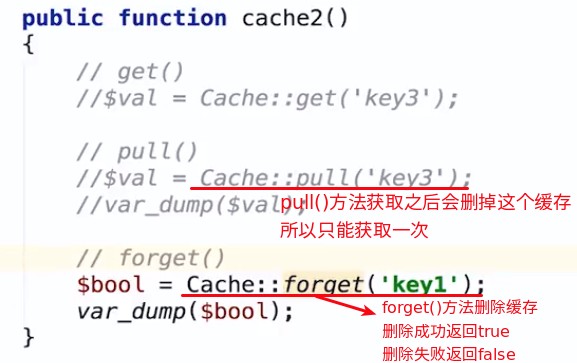 public function cache2()
{
// get()
//$val = Cache::get('key3');
// pull()
//$val = Cache::pull('key3');
//var_dump($val);
pull()方法获取之后会删掉这个缓存
所以只能获取一次
// forget()
$bool = Cache::forget('key1');
var_dump($bool);
forget()方法删除缓存
删除成功返回true
删除失败返回false
}